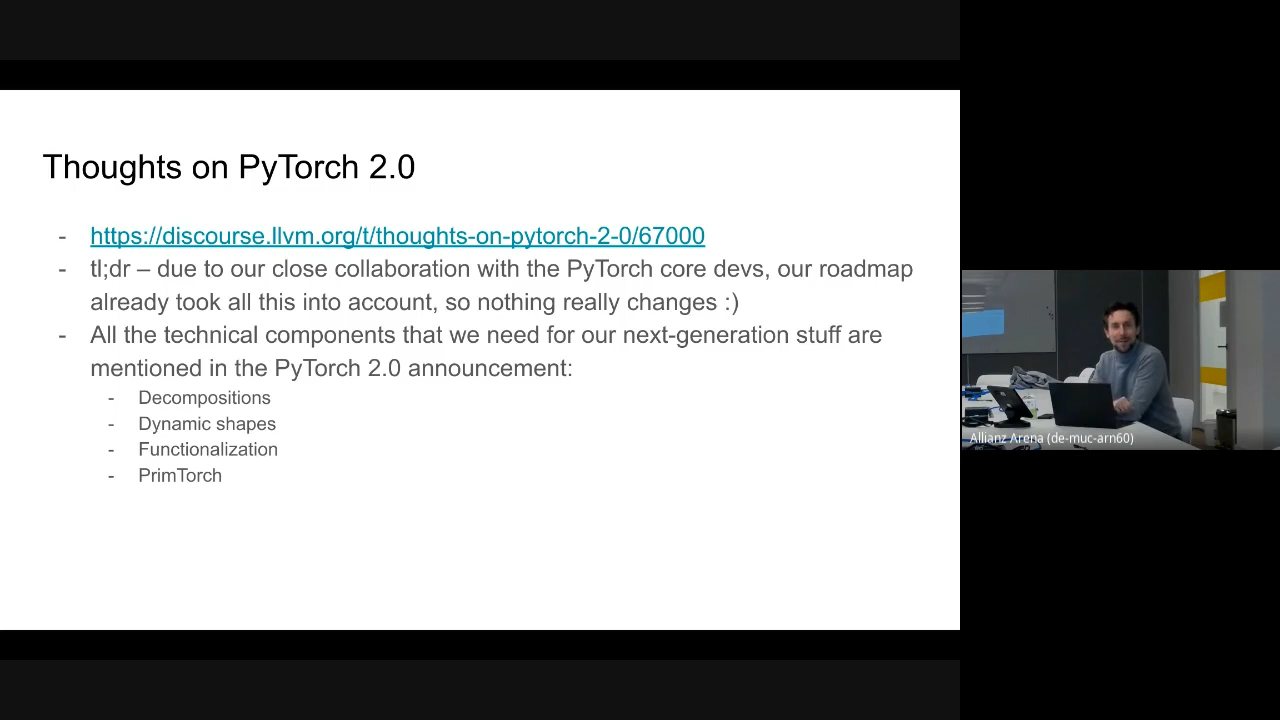 Thoughts on PyTorch 2.0
- https://discourse.llvm.org/t/thoughts-on-pytorch-2-0/67000
- tl;dr – due to our close collaboration with the PyTorch core devs, our roadmap
already took all this into account, so nothing really changes :)
- All the technical components that we need for our next-generation stuff are
mentioned in the PyTorch 2.0 announcement:
- Decompositions
- Dynamic shapes
- Functionalization
- PrimTorch
Allianz Arena (de-muc-arn60)